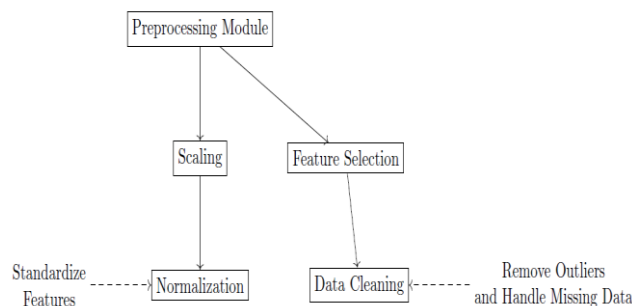 Preprocessing Module
Scaling
Feature Selection
Standardize
Features
Normalization
Data Cleaning
Remove Outliers
and Handle Missing Data